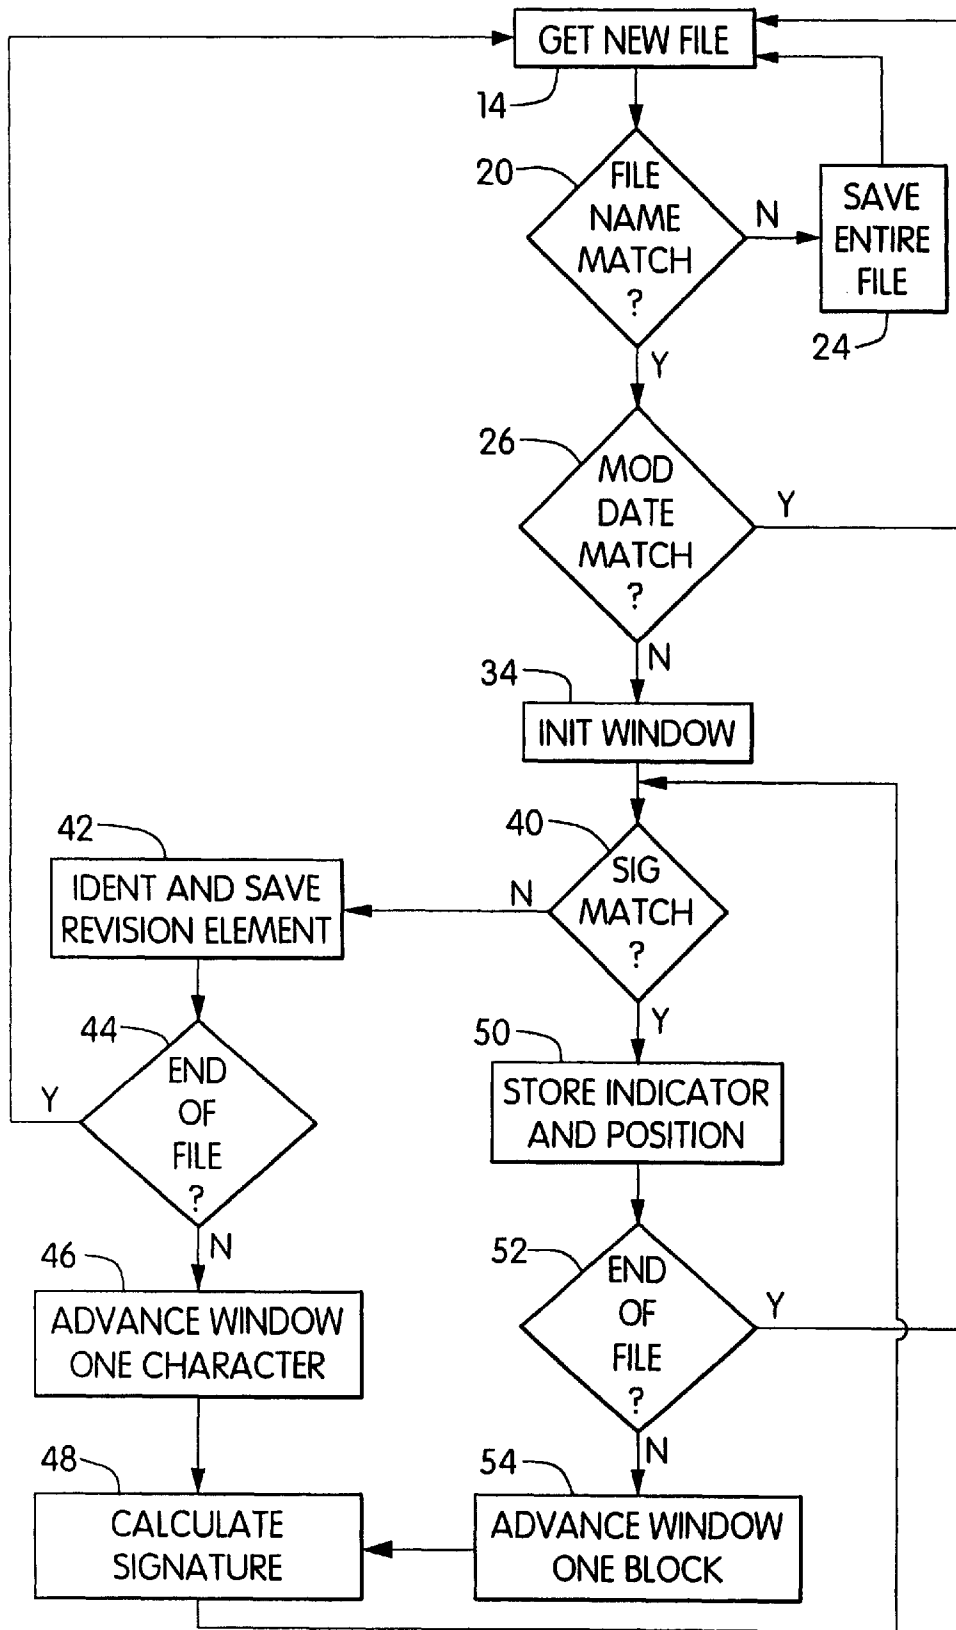 GET NEW FILE
14
20
FILE
NAME
MATCH
?
N
SAVE
ENTIRE
FILE
24
Y
26
MOD
DATE
MATCH
?
Y
N
34
INIT WINDOW
40
SIG
MATCH
?
N
42
IDENT AND SAVE
REVISION ELEMENT
Y
44
END
OF
FILE
?
Y
N
50
STORE INDICATOR
AND POSITION
52
END
OF
FILE
?
Y
N
46
ADVANCE WINDOW
ONE CHARACTER
48
CALCULATE
SIGNATURE
54
ADVANCE WINDOW
ONE BLOCK